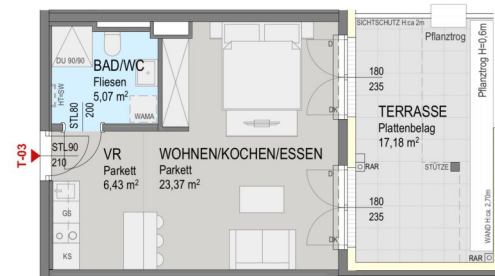 SICHTSCHUTZ H:ca 2m
Pflanztrog
Pflanztrog H=0,6m
DU 90/90
BAD/WC
Fliesen
5,07 m²
HT=SW
STL80
200
WAMA
D
180
235
DK
TERRASSE
Plattenbelag
17,18 m²
T-03
STL90
210
VR
Parkett
6,43 m²
WOHNEN/KOCHEN/ESSEN
Parkett
23,37 m²
RAR
STÜTZE
D
180
235
DK
GS
KS
WAND H:ca. 2,70m
RAR